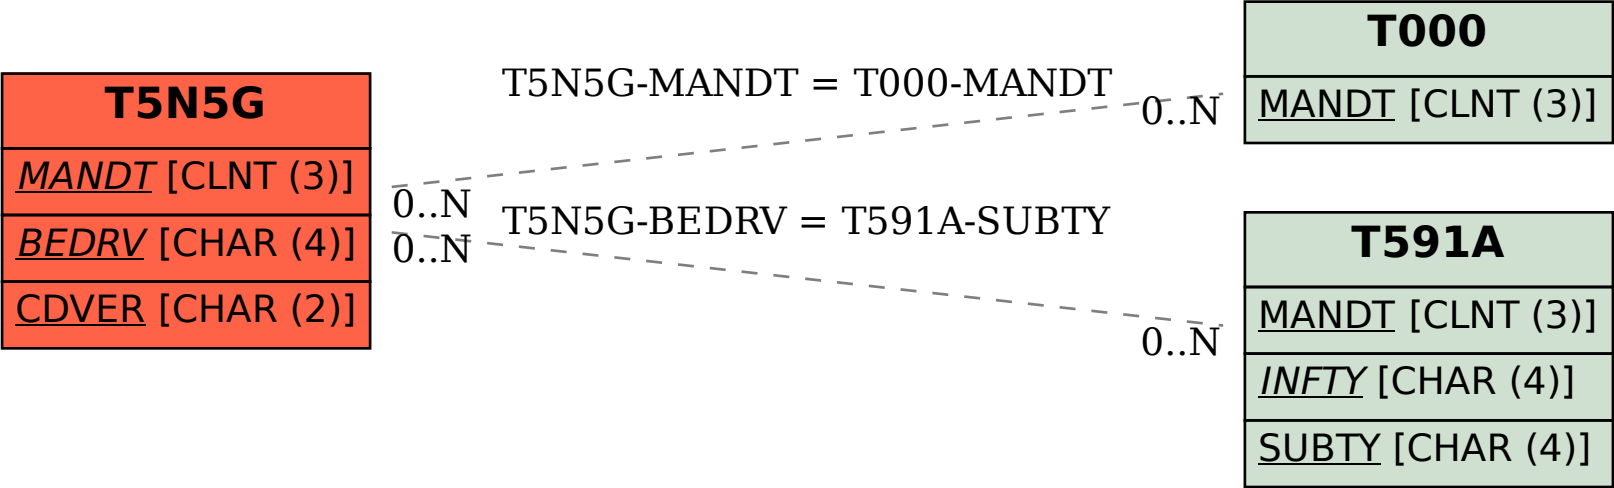 T5N5G
MANDT [CLNT (3)]
BEDRV [CHAR (4)]
CDVER [CHAR (2)]
T5N5G-MANDT = T000-MANDT
0..N
0..N
T5N5G-BEDRV = T591A-SUBTY
0..N
0..N
T000
MANDT [CLNT (3)]
T591A
MANDT [CLNT (3)]
INFTY [CHAR (4)]
SUBTY [CHAR (4)]